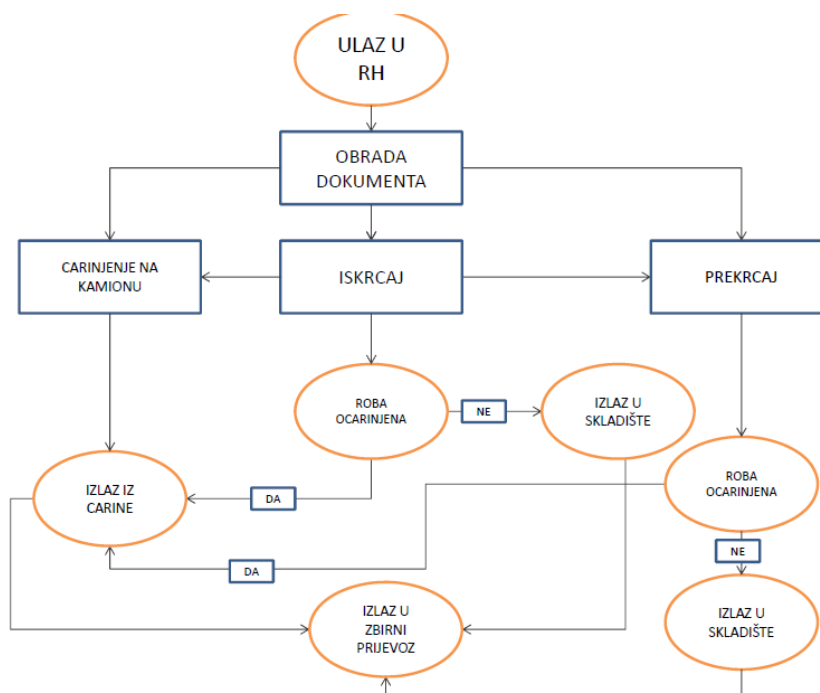 ULAZ U
RH
OBRADA
DOKUMENTA
CARINJENJE NA
KAMIONU
ISKRCAJ
PREKRCAJ
ROBA
OCARINJENA
NE
IZLAZ U
SKLADIŠTE
ROBA
OCARINJENA
IZLAZ IZ
CARINE
DA
NE
DA
IZLAZ U
ZBIRNI
PRIJEVOZ
IZLAZ U
SKLADIŠTE